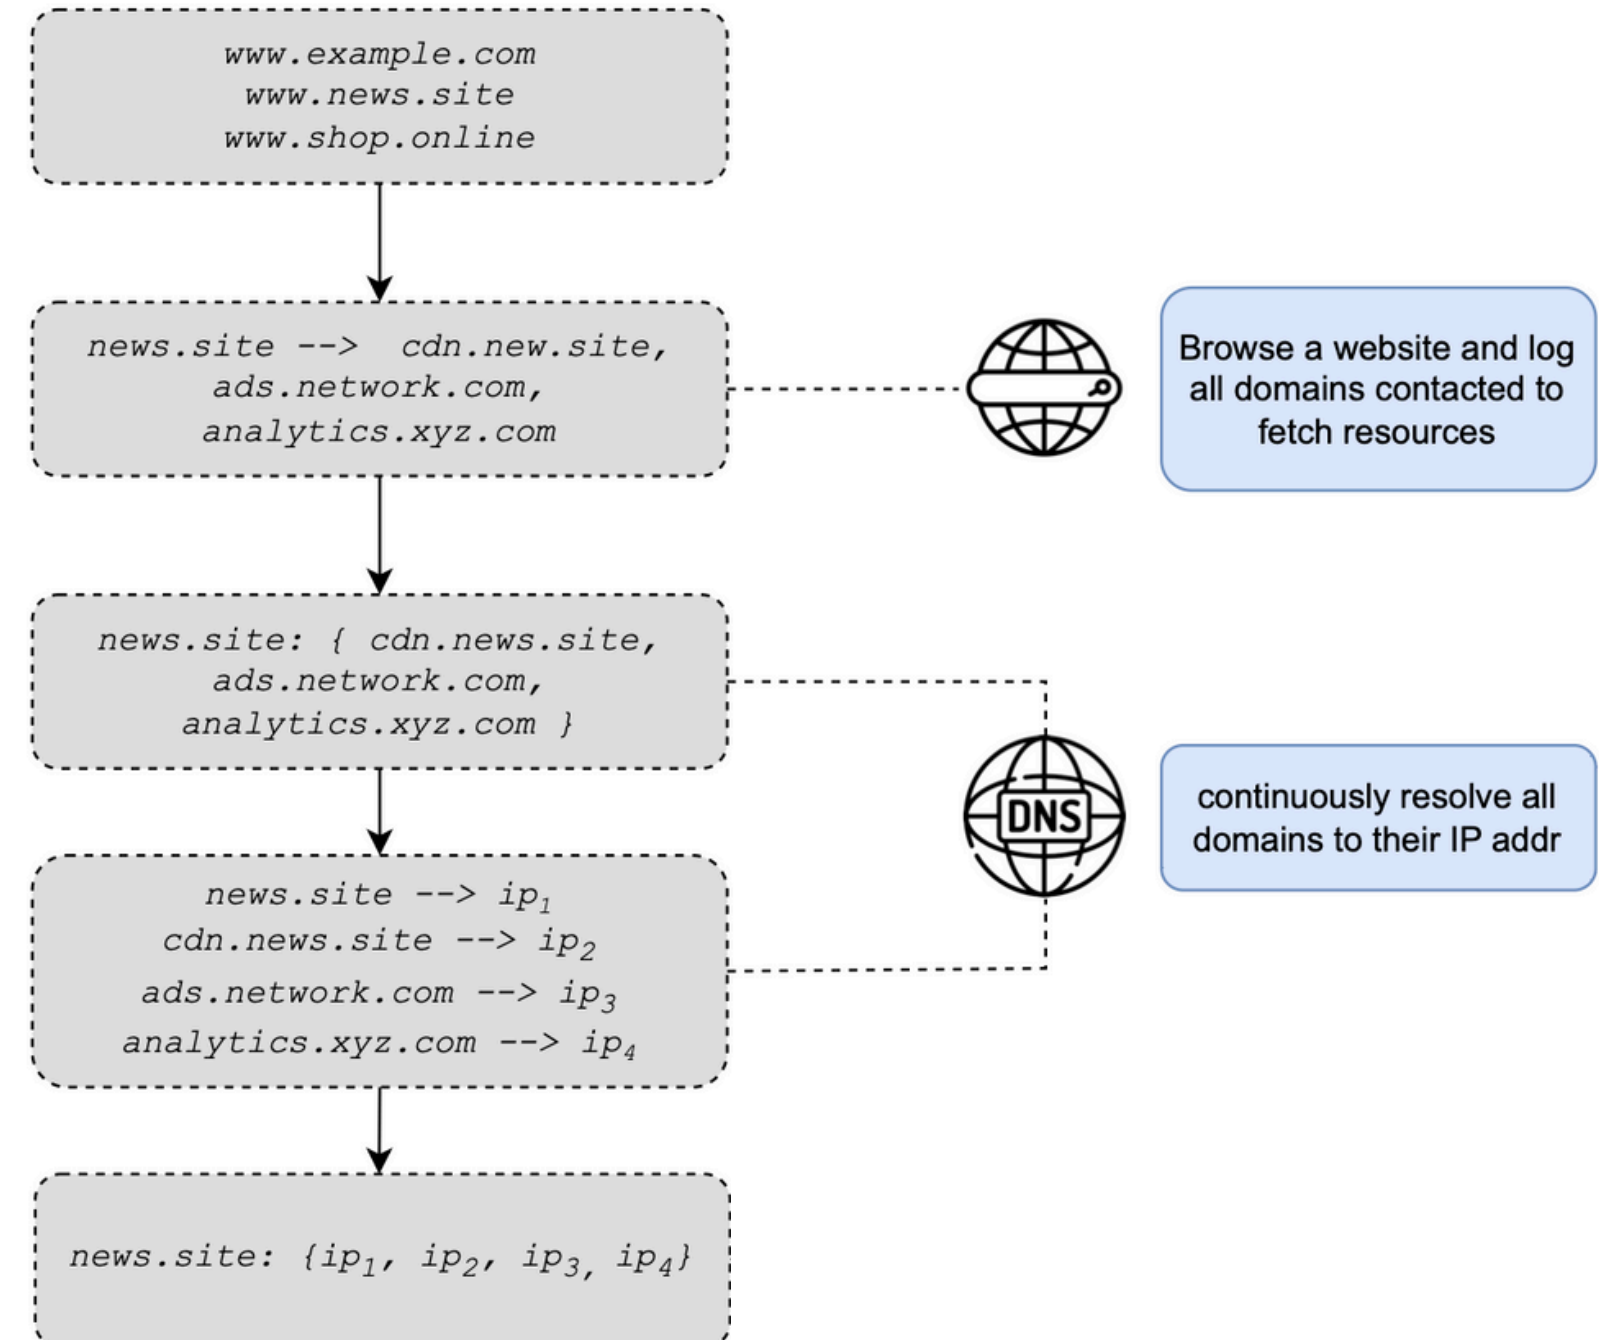 www.example.com
www.news.site
www.shop.online
news.site --> cdn.new.site,
ads.network.com,
analytics.xyz.com
Browse a website and log
all domains contacted to
fetch resources
news.site: { cdn.news.site,
ads.network.com,
analytics.xyz.com }
DNS
continuously resolve all
domains to their IP addr
news.site --> ip₁
cdn.news.site --> ip₂
ads.network.com --> ip₃
analytics.xyz.com --> ip₄
news.site: {ip₁, ip₂, ip₃, ip₄}